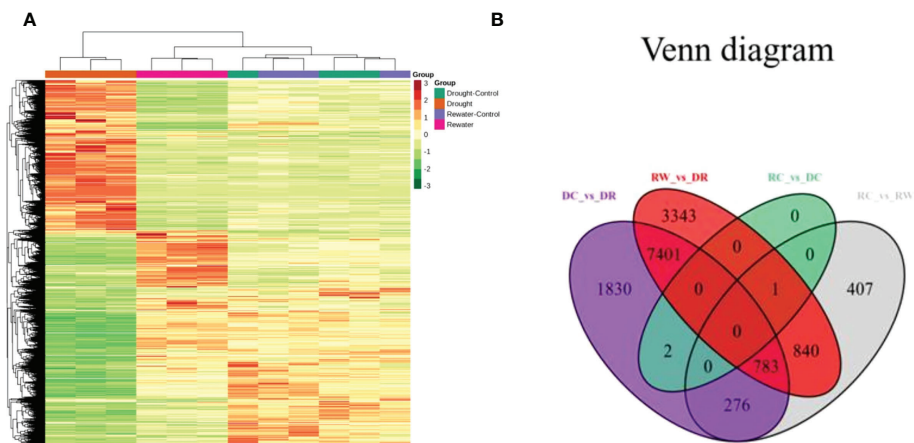 A
Group
3
2
1
0
-1
-2
-3
Group
Drought-Control
Drought
Rewater-Control
Rewater
B
Venn diagram
DC_vs_DR
RW_vs_DR
RC_vs_DC
RC_vs_RW
3343
0
7401
0
0
1830
0
1
407
0
2
0
783
840
276